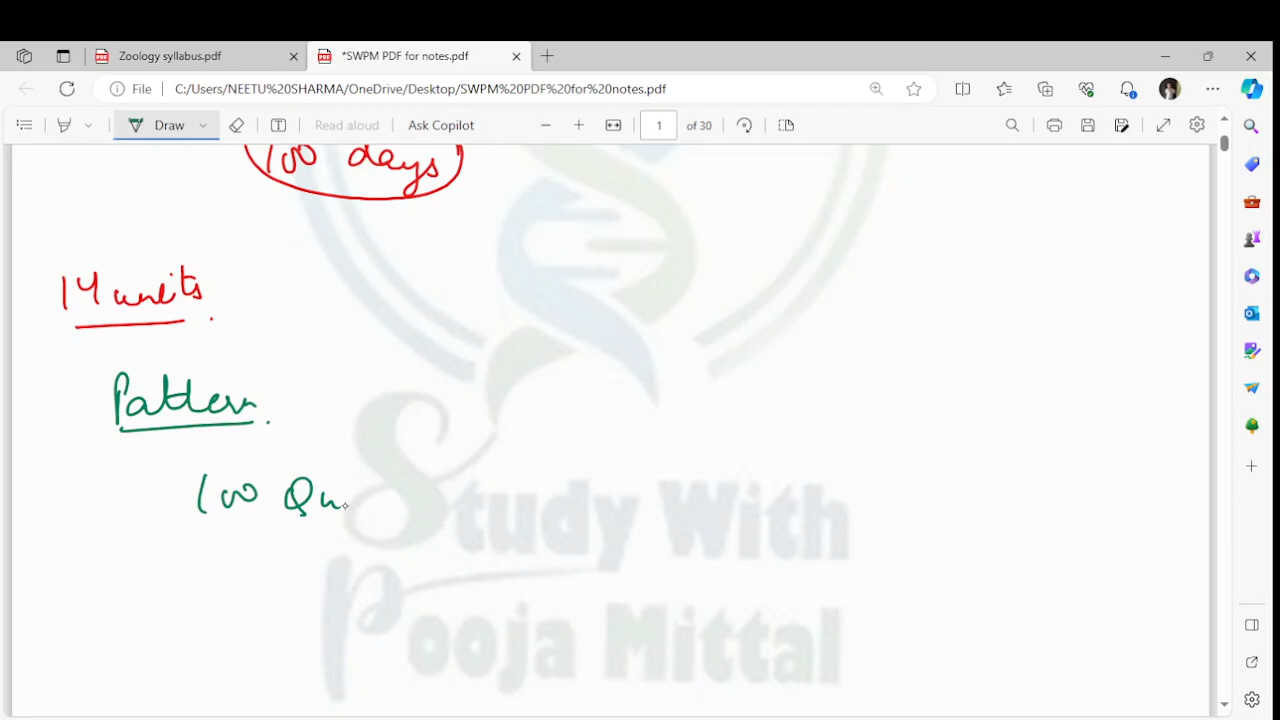 Zoology syllabus.pdf
*SWPM PDF for notes.pdf
File
C:/Users/NEETU%20SHARMA/OneDrive/Desktop/SWPM%20PDF%20for%20notes.pdf
Draw
Read aloud
Ask Copilot
1 of 30
100 days
14 units.
Pattern.
100 Qu
Study With
Pooja Mittal